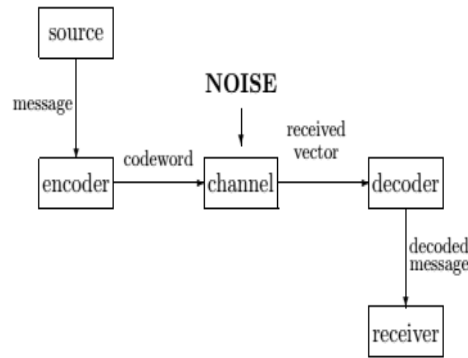 source
message
NOISE
encoder
codeword
channel
received
vector
decoder
decoded
message
receiver